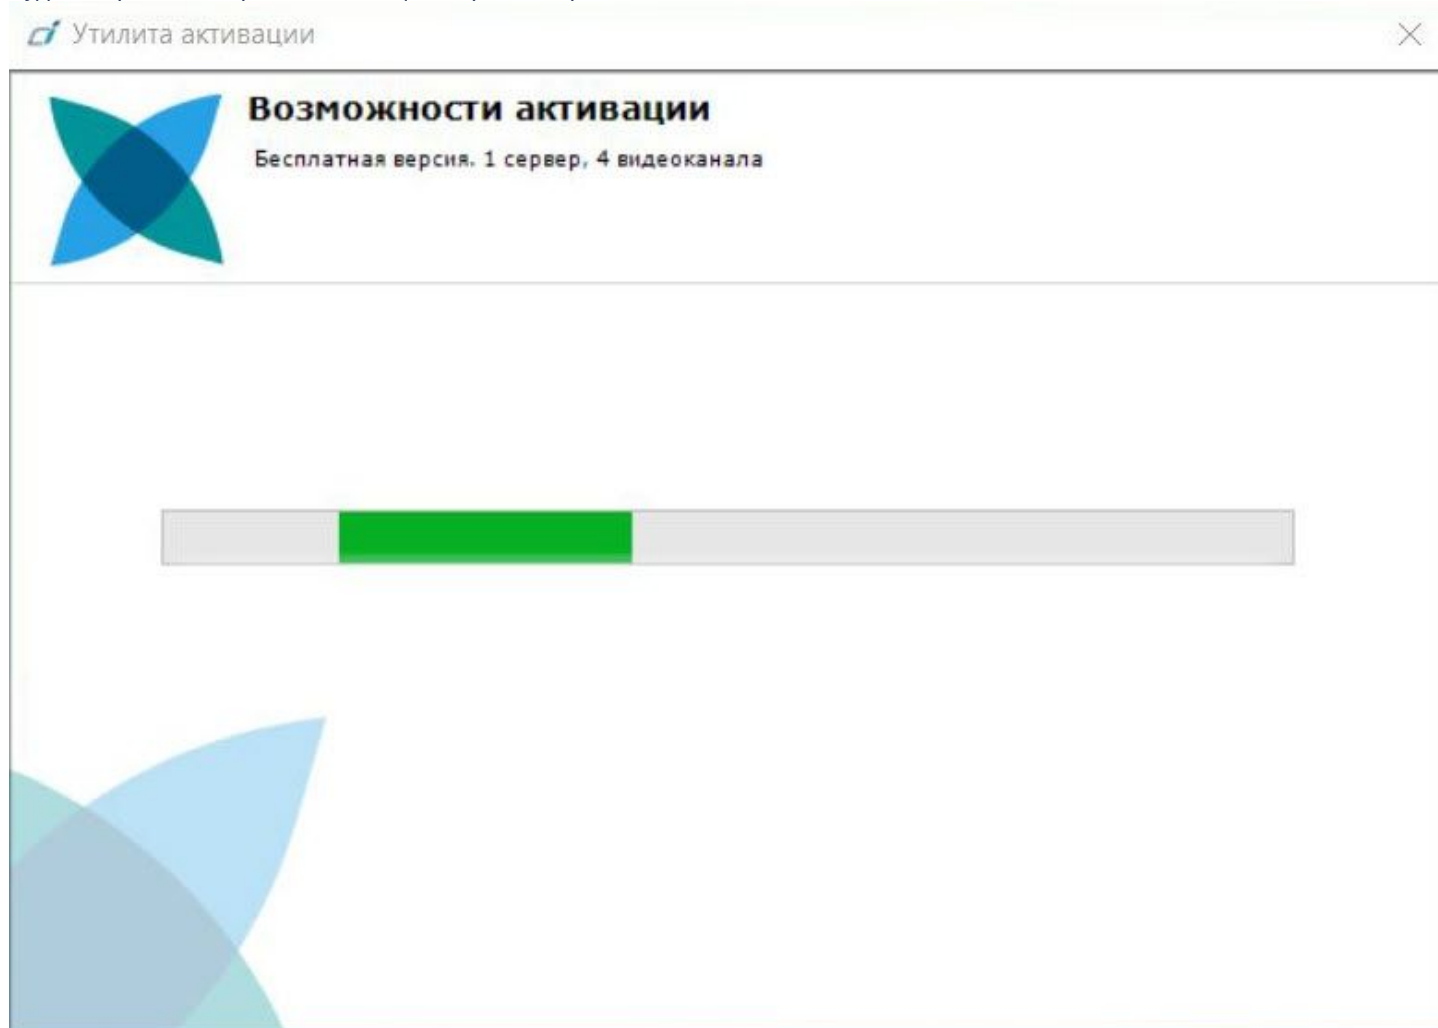 Утилита активации
Возможности активации
Бесплатная версия. 1 сервер, 4 видеоканала